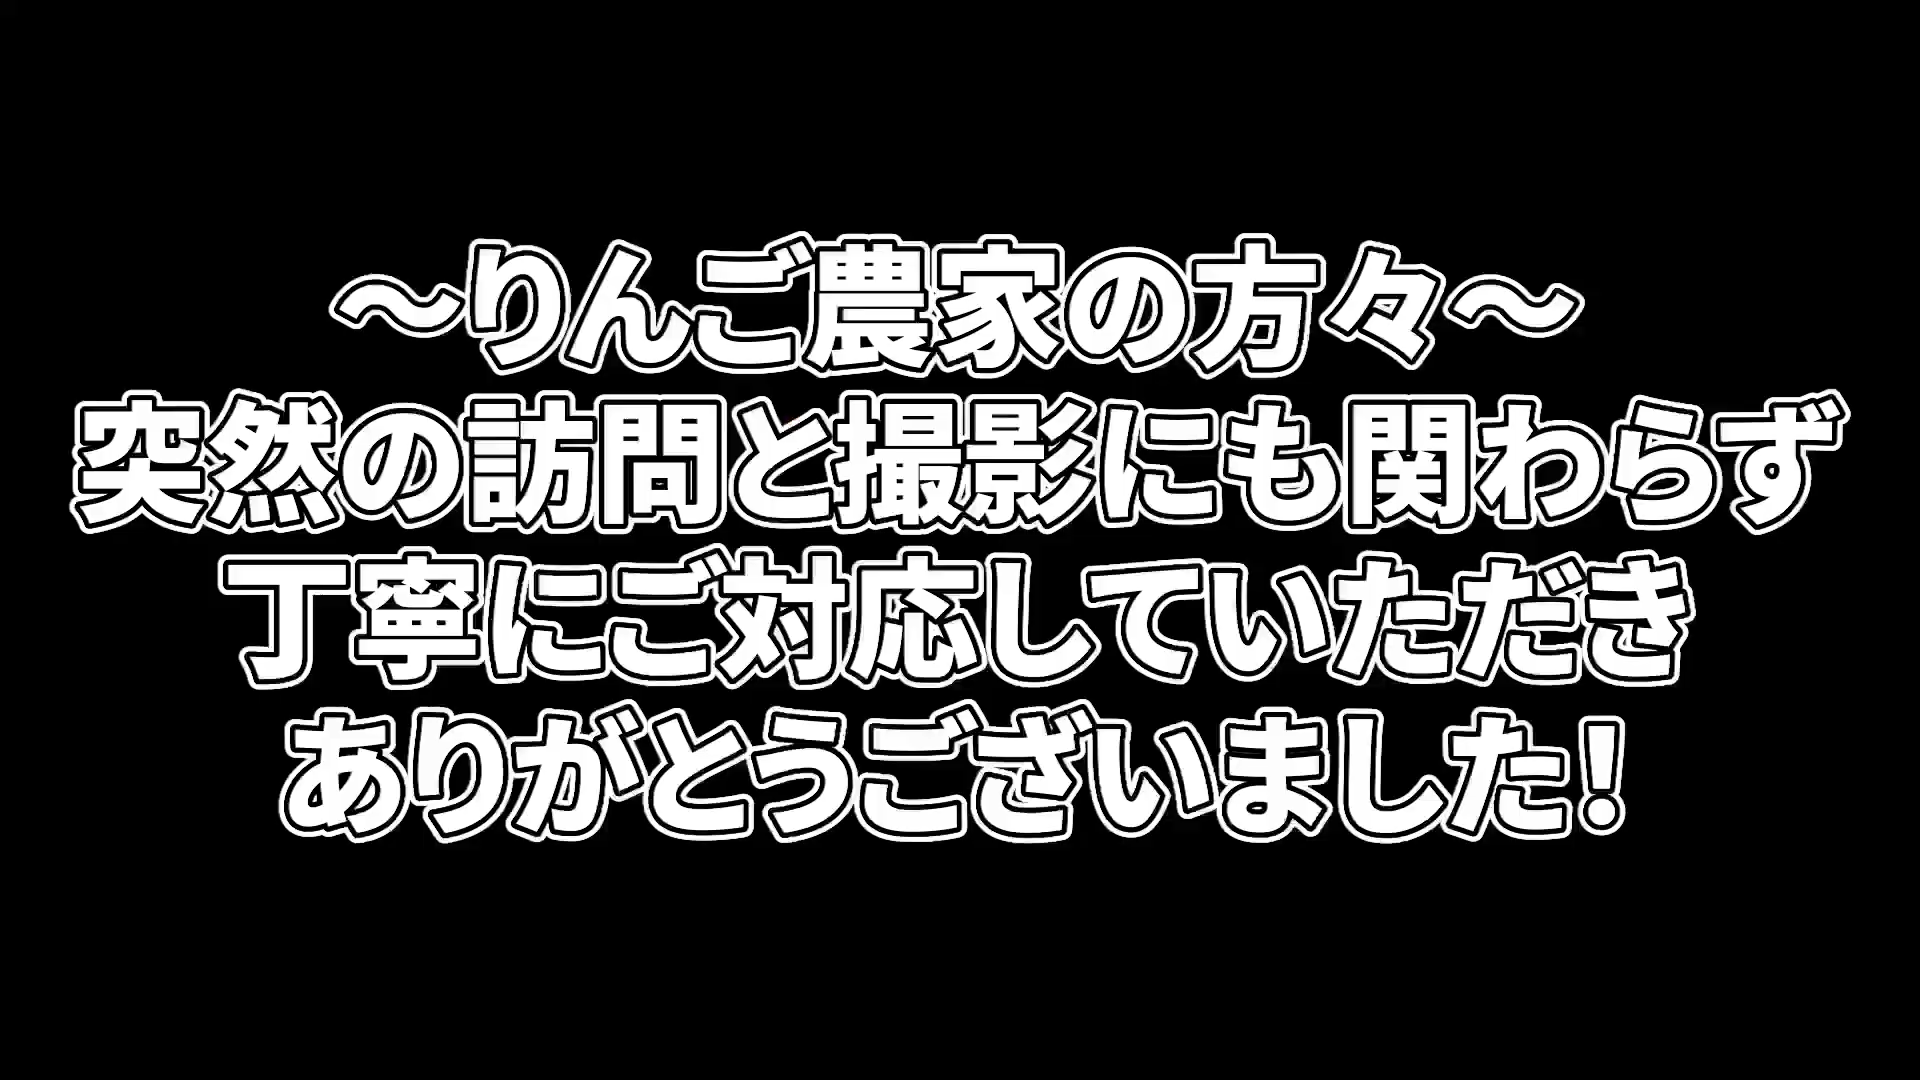 ～りんご農家の方々～
突然の訪問と撮影にも関わらず
丁寧にご対応していただき
ありがとうございました！